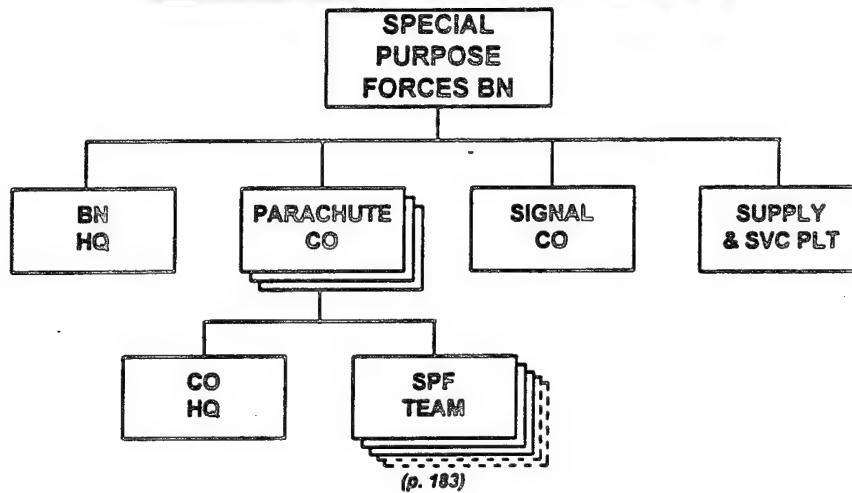 SPECIAL
PURPOSE
FORCES BN
BN
HQ
PARACHUTE
CO
SIGNAL
CO
SUPPLY
& SVC PLT
CO
HQ
SPF
TEAM
(p. 183)